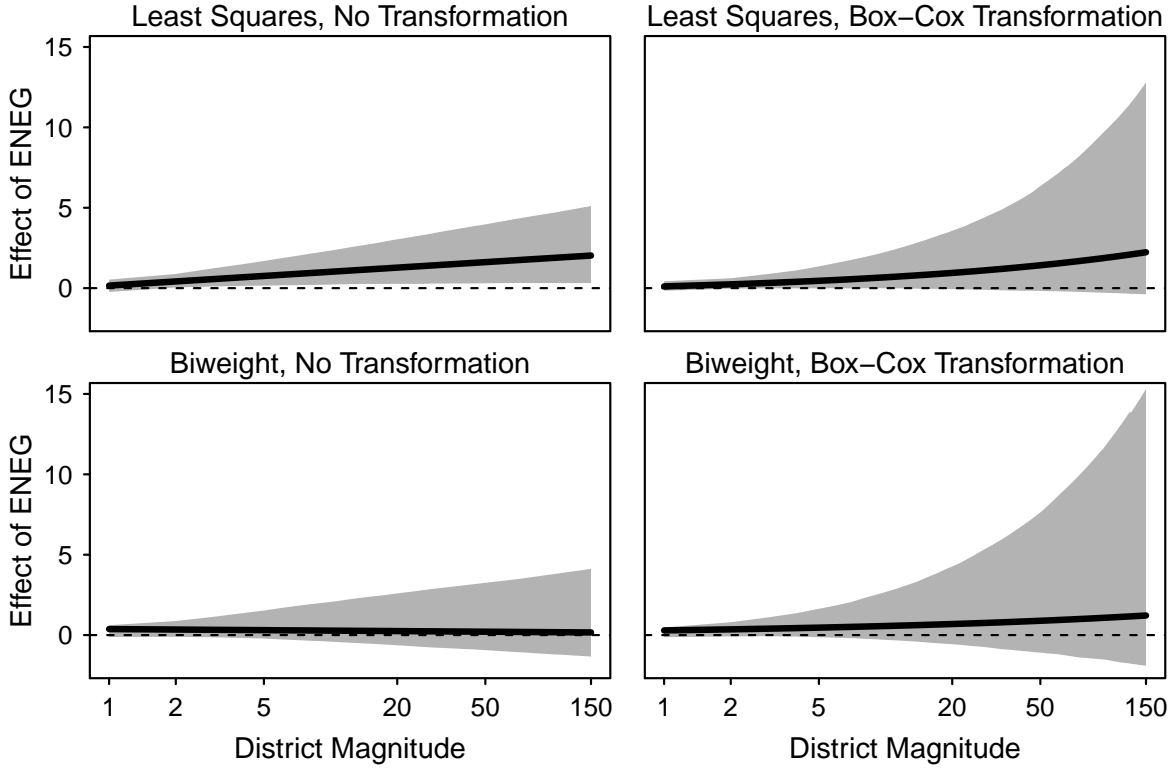 Least Squares, No Transformation
Least Squares, Box−Cox Transformation
Effect of ENEG
15
10
5
0
Biweight, No Transformation
Biweight, Box−Cox Transformation
Effect of ENEG
15
10
5
0
1 2 5 20 50 150
1 2 5 20 50 150
District Magnitude
District Magnitude